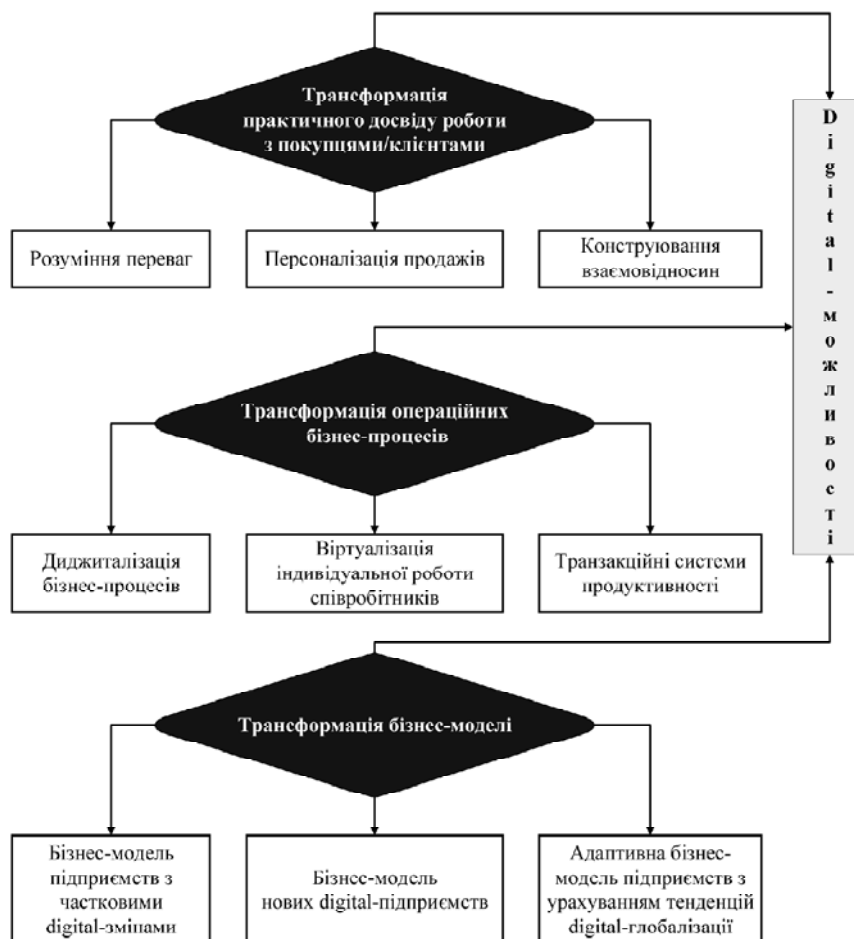 Трансформація
практичного досвіду роботи
з покупцями/клієнтами
Розуміння переваг
Персоналізація продажів
Конструювання
взаємовідносин
Digital-можливості
Трансформація операційних
бізнес-процесів
Диджиталізація
бізнес-процесів
Віртуалізація
індивідуальної роботи
співробітників
Транзакційні системи
продуктивності
Трансформація бізнес-моделі
Бізнес-модель
підприємств з
частковими
digital-змінами
Бізнес-модель
нових digital-підприємств
Адаптивна бізнес-
модель підприємств з
урахуванням тенденцій
digital-глобалізації